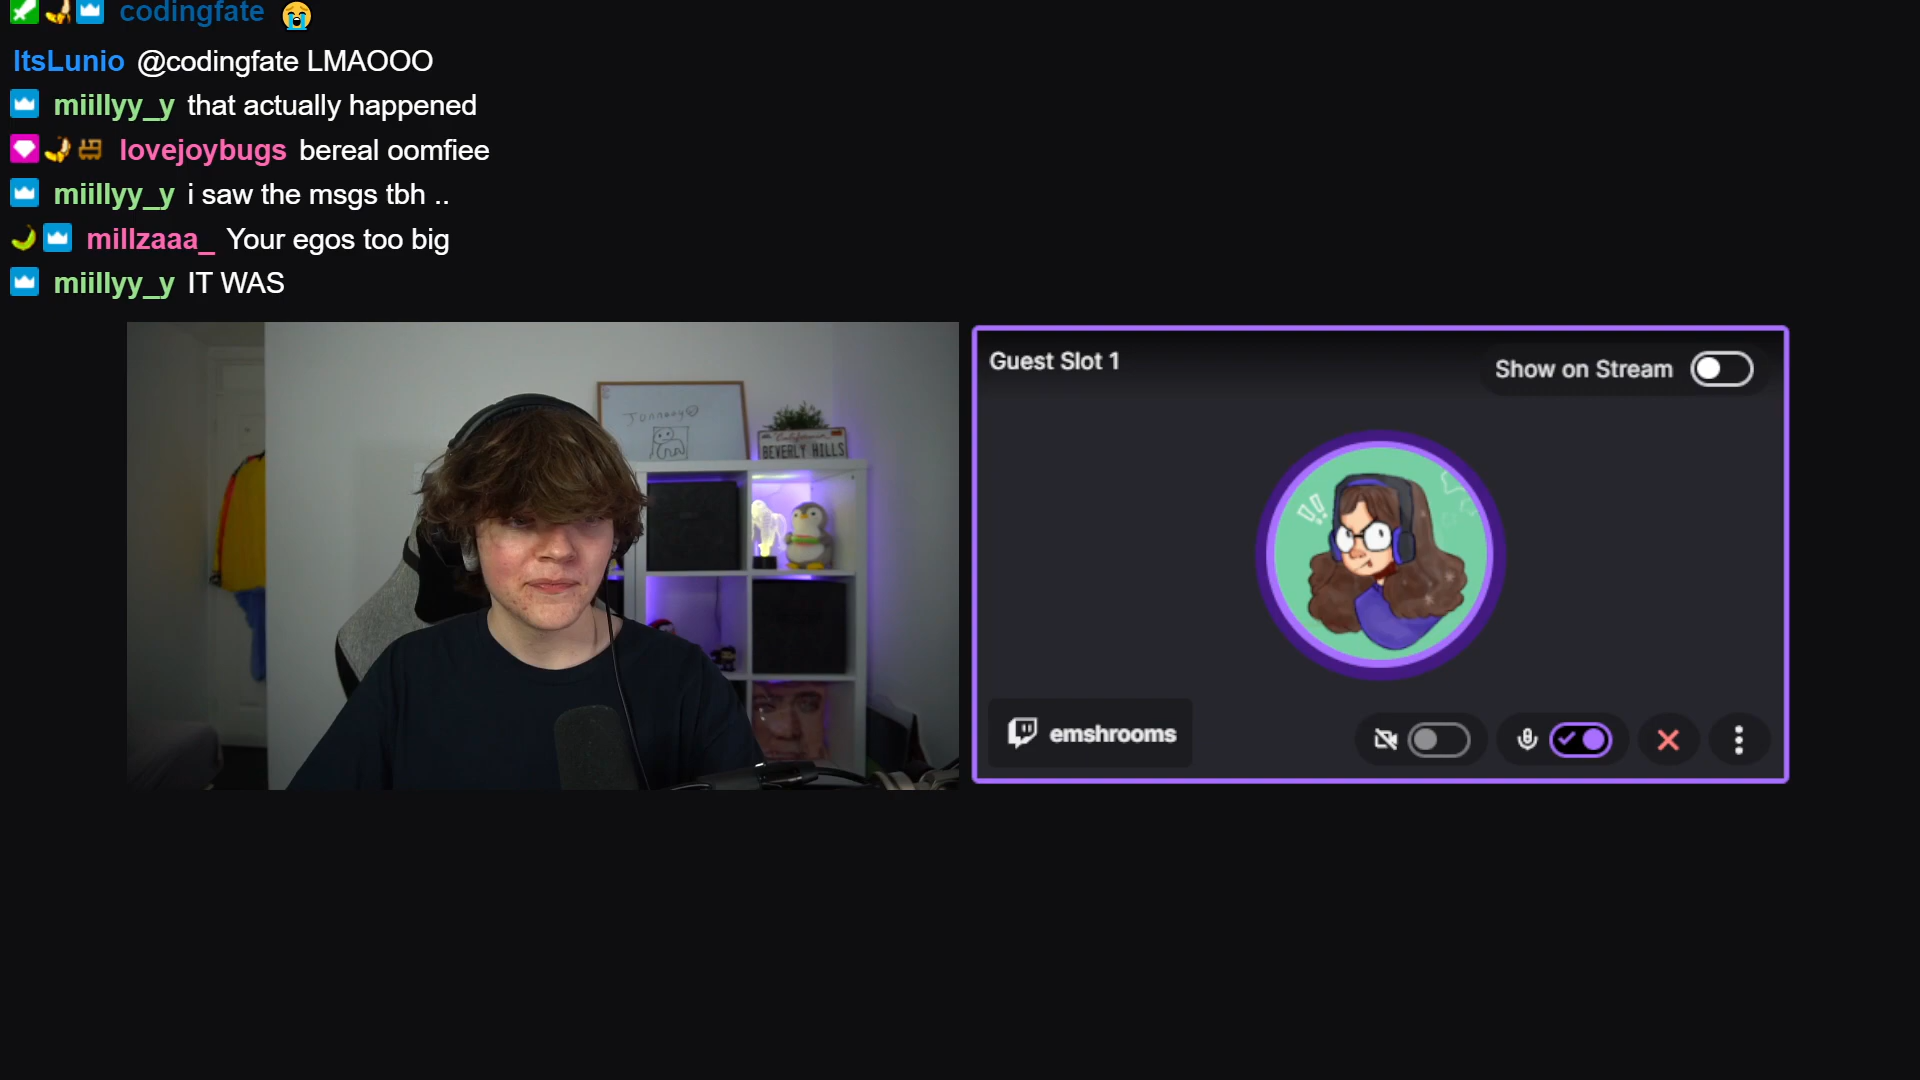 codingfate 😭
ItsLunio @codingfate LMAOOO
miillyy_y that actually happened
lovejoybugs bereal oomfiee
miillyy_y i saw the msgs tbh ..
millzaaa_ Your egos too big
miillyy_y IT WAS
Guest Slot 1
Show on Stream
California
BEVERLY HILLS
emshrooms